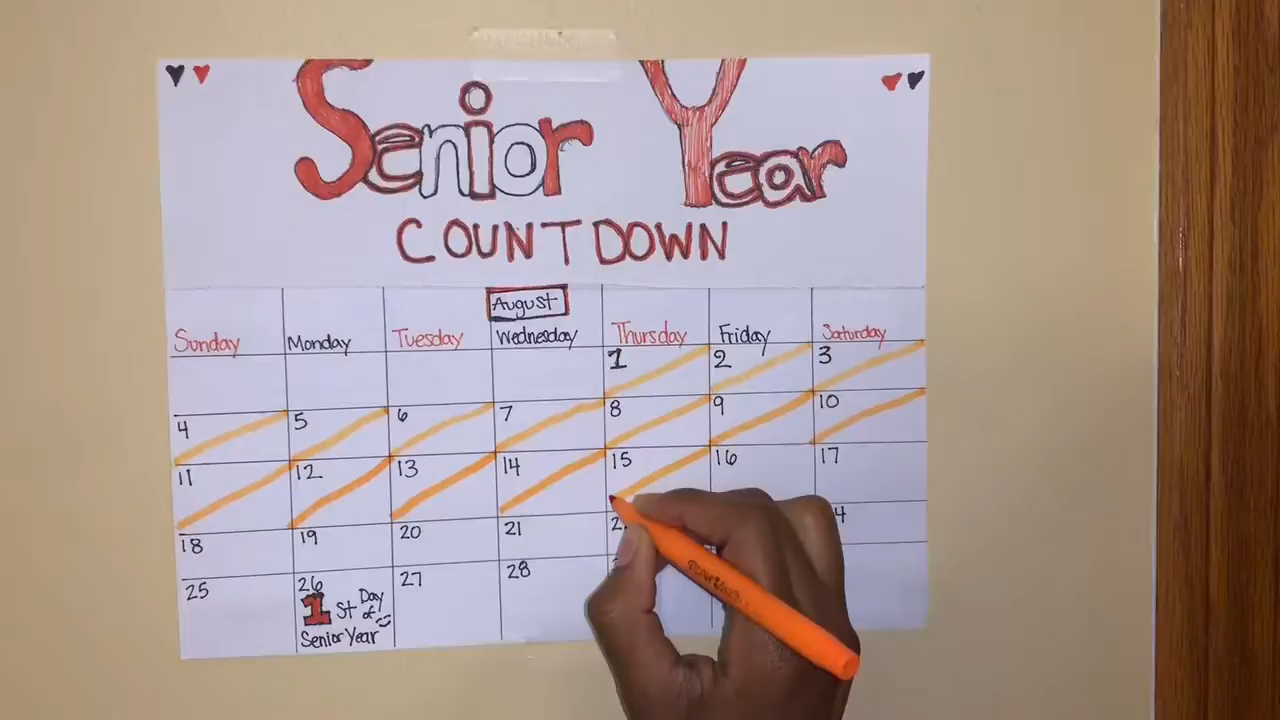 Senior Year
COUNTDOWN
August
Sunday Monday Tuesday Wednesday Thursday Friday Saturday
1 2 3
4 5 6 7 8 9 10
11 12 13 14 15 16 17
18 19 20 21
25 26 27 28
1st Day
of
Senior Year